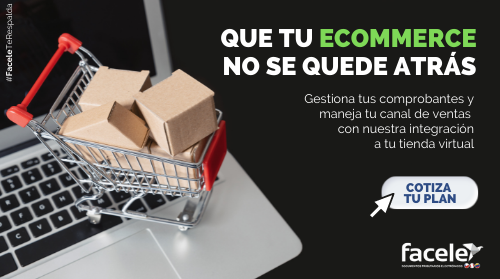 #FaceleTeRespalda
QUE TU ECOMMERCE
NO SE QUEDE ATRÁS
Gestiona tus comprobantes y
maneja tu canal de ventas
con nuestra integración
a tu tienda virtual
COTIZA
TU PLAN
facele